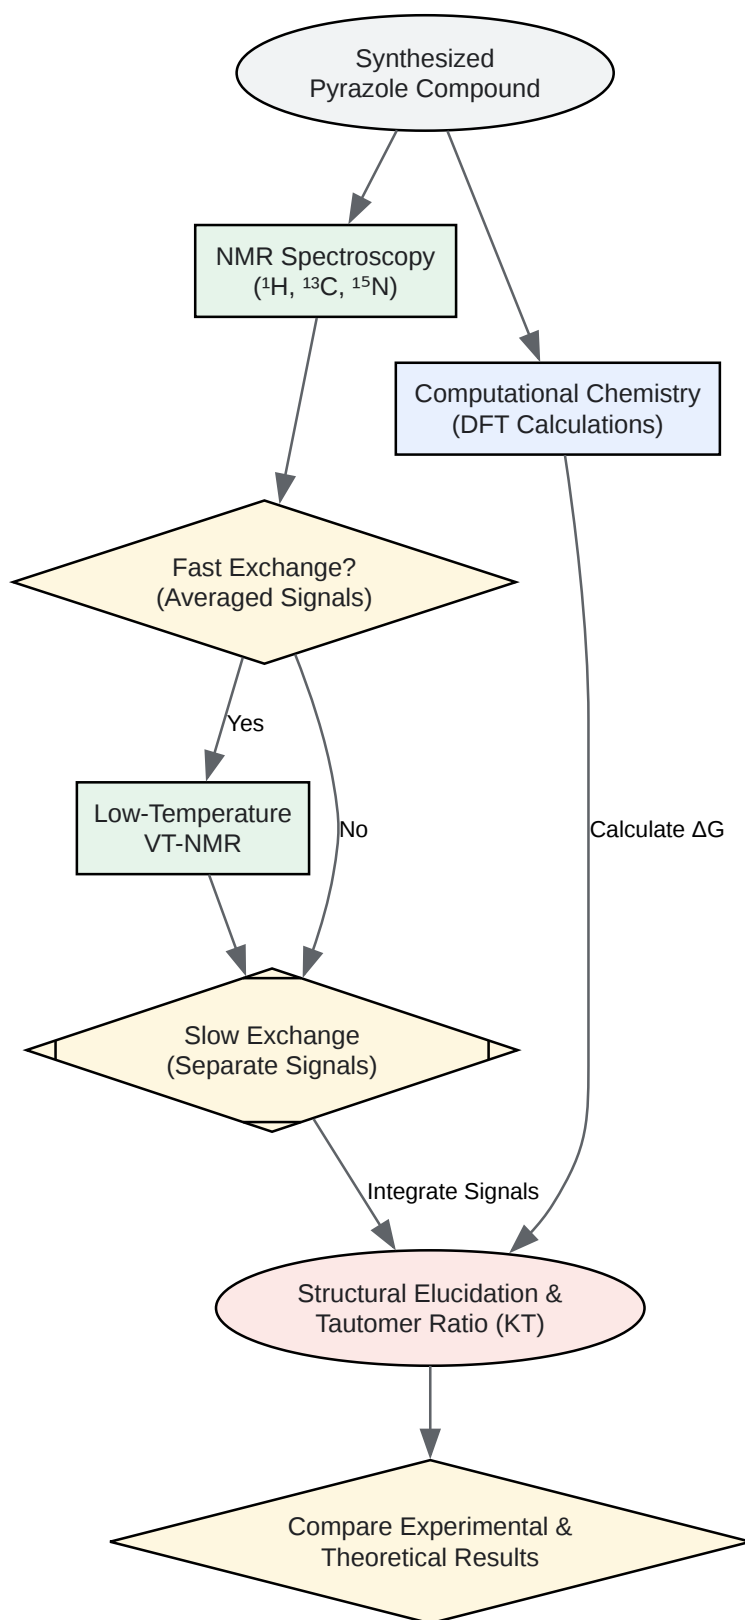 Synthesized
Pyrazole Compound
NMR Spectroscopy
(¹H, ¹³C, ¹⁵N)
Computational Chemistry
(DFT Calculations)
Fast Exchange?
(Averaged Signals)
Yes
Low-Temperature
VT-NMR
No
Calculate ΔG
Slow Exchange
(Separate Signals)
Integrate Signals
Structural Elucidation &
Tautomer Ratio (KT)
Compare Experimental &
Theoretical Results